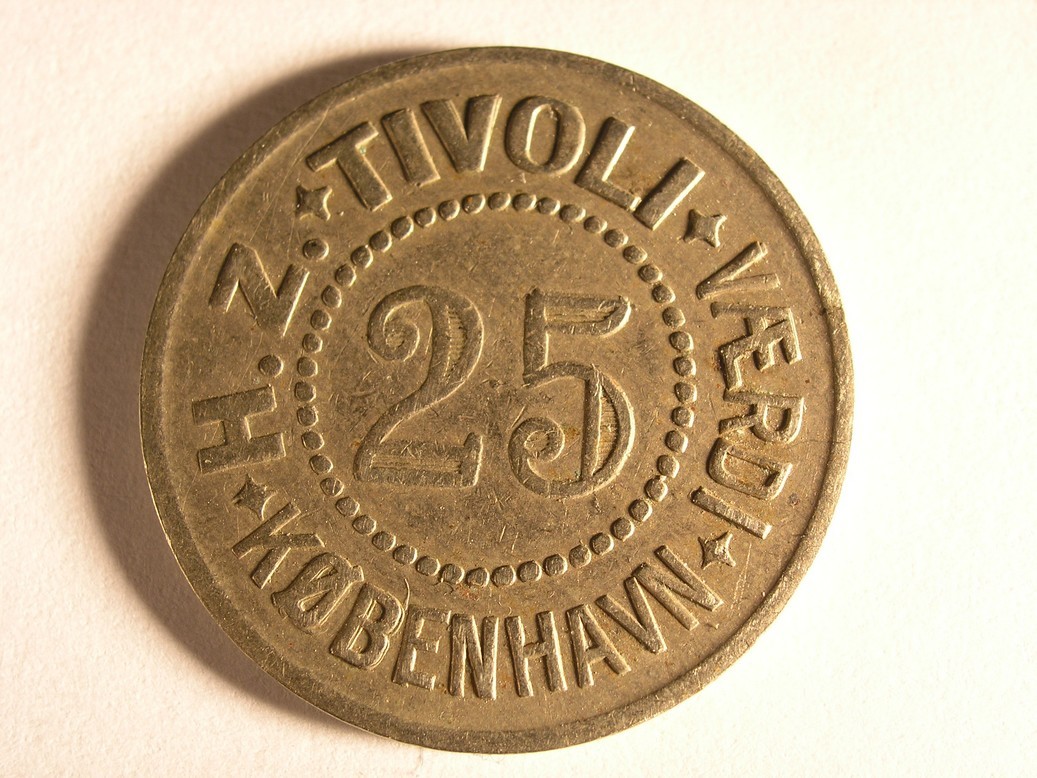 TIVOLI
VÆRDI
KØBENHAVN
H. Z.
25